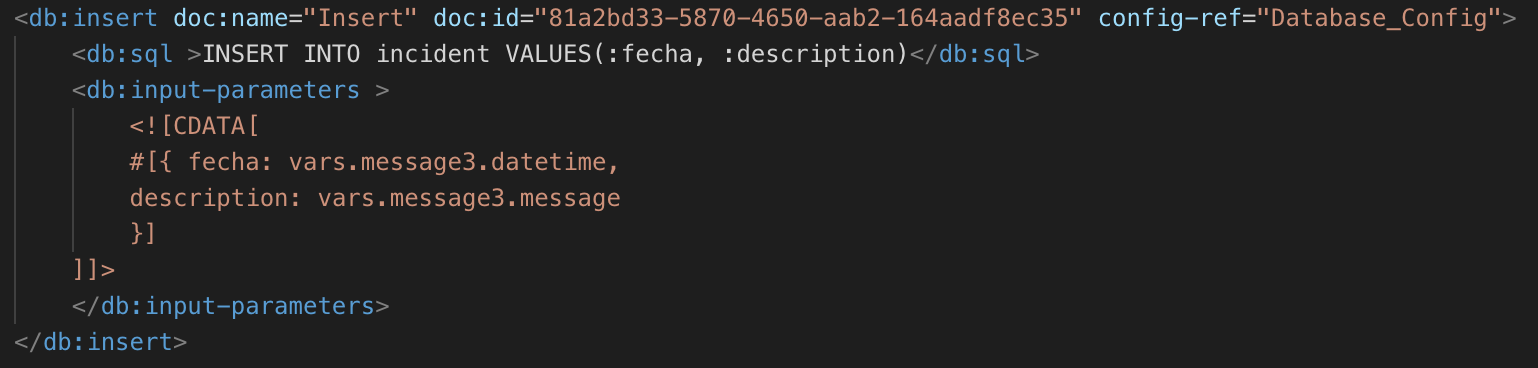 <db:insert doc:name="Insert" doc:id="81a2bd33-5870-4650-aab2-164aadf8ec35" config-ref="Database_Config">
<db:sql >INSERT INTO incident VALUES(:fecha, :description)</db:sql>
<db:input-parameters >
<![CDATA[
#[{ fecha: vars.message3.datetime,
description: vars.message3.message
}]
]]>
</db:input-parameters>
</db:insert>